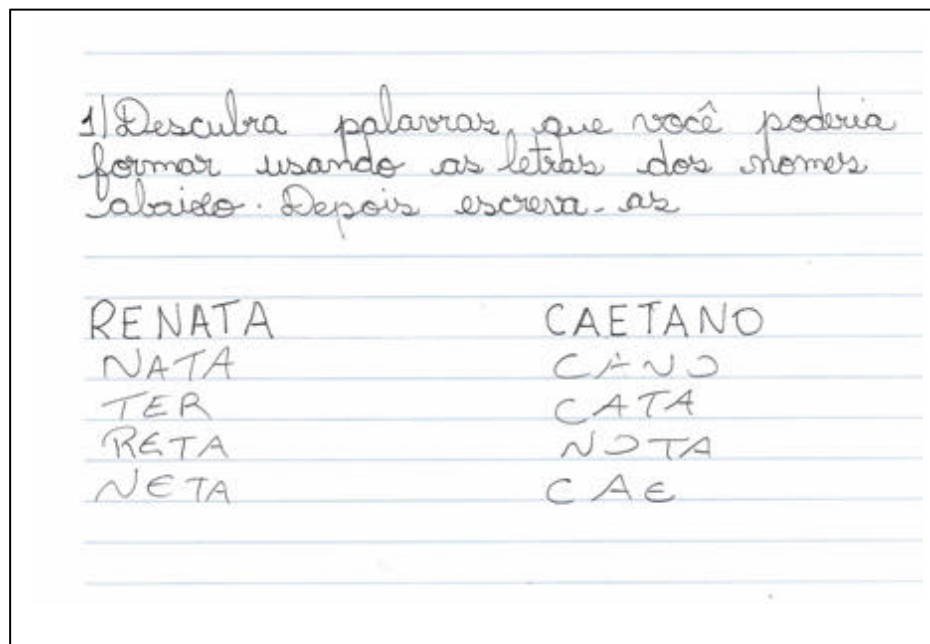 1) Descubra palavras, que você poderia
formar usando as letras dos nomes
abaixo. Depois escreva-as
RENATA CAETANO
NATA CANO
TER CATA
RETA NOTA
NETA CAE